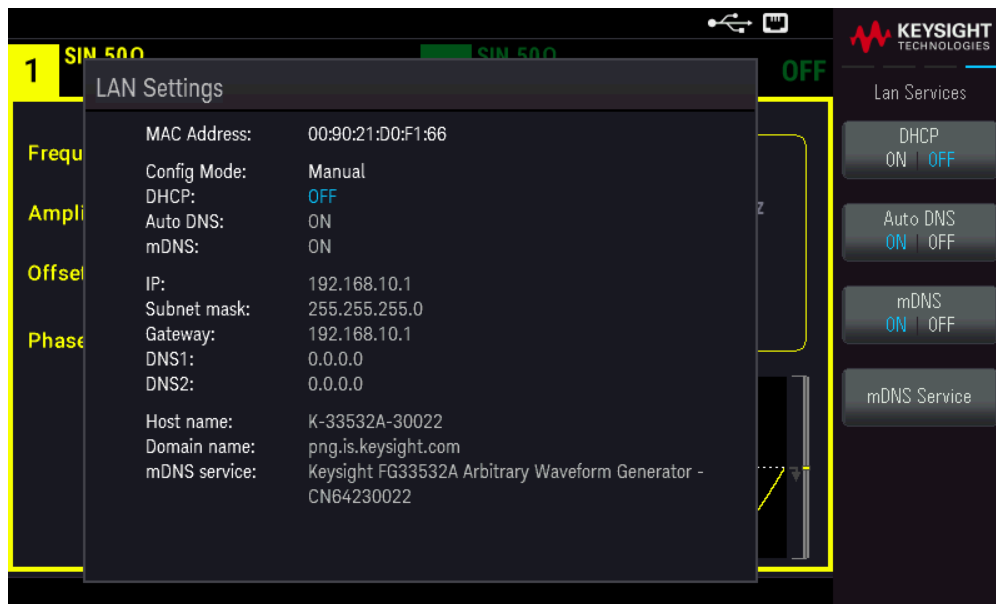 KEYSIGHT
TECHNOLOGIES
1
SIN 50Ω
SIN 50Ω
OFF
LAN Settings
MAC Address: 00:90:21:D0:F1:66
Config Mode: Manual
DHCP: OFF
Auto DNS: ON
mDNS: ON
IP: 192.168.10.1
Subnet mask: 255.255.255.0
Gateway: 192.168.10.1
DNS1: 0.0.0.0
DNS2: 0.0.0.0
Host name: K-33532A-30022
Domain name: png.is.keysight.com
mDNS service: Keysight FG33532A Arbitrary Waveform Generator -
CN64230022
Frequ
Ampli
z
Offset
Phase
Lan Services
DHCP
ON | OFF
Auto DNS
ON | OFF
mDNS
ON | OFF
mDNS Service